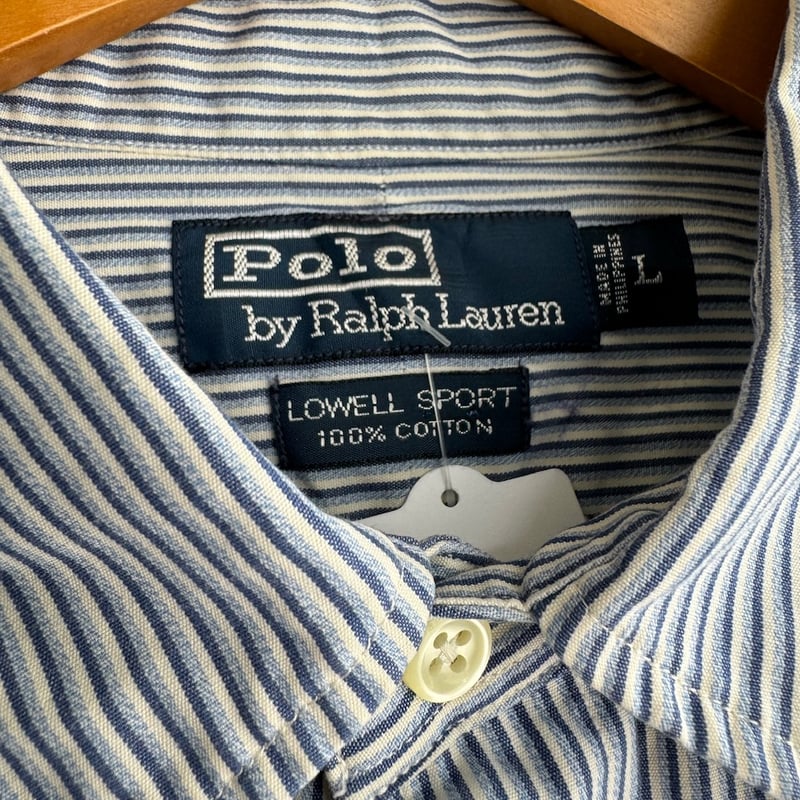 Polo
by Ralph Lauren
MADE IN
PHILIPPINES
L
LOWELL SPORT
100% COTTON